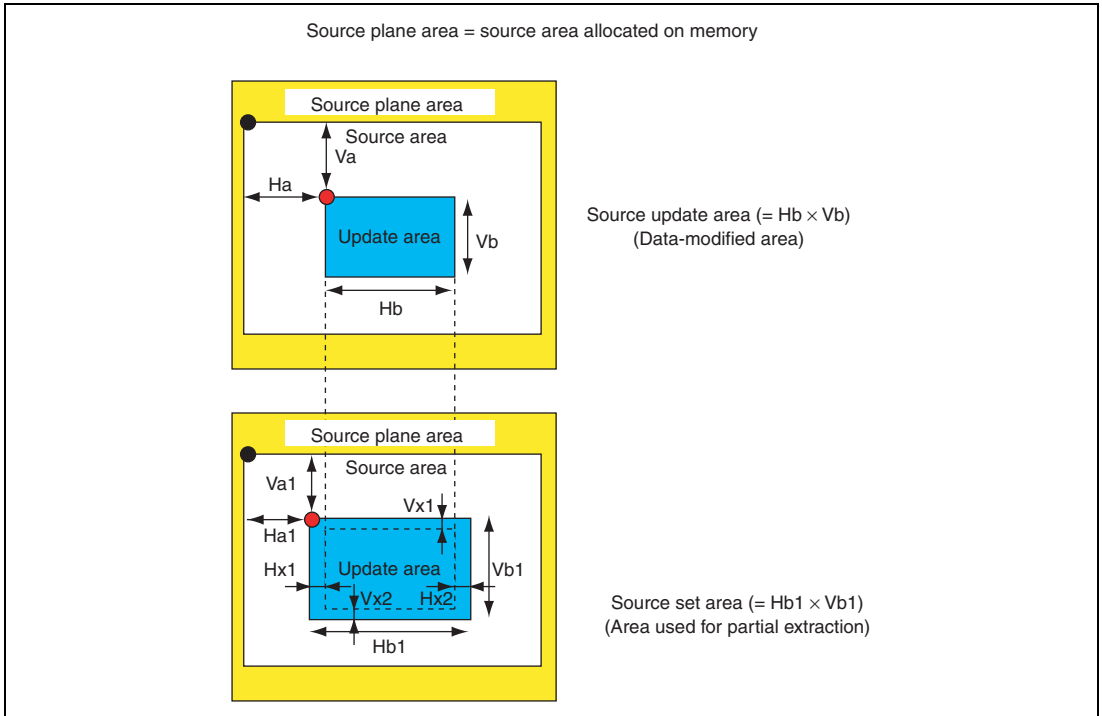 Source plane area = source area allocated on memory
Source plane area
Source area
Va
Ha
Update area
Vb
Hb
Source update area (= Hb × Vb)
(Data-modified area)
Source plane area
Source area
Va1
Vx1
Ha1
Hx1
Update area
Vb1
Vx2
Hx2
Hb1
Source set area (= Hb1 × Vb1)
(Area used for partial extraction)